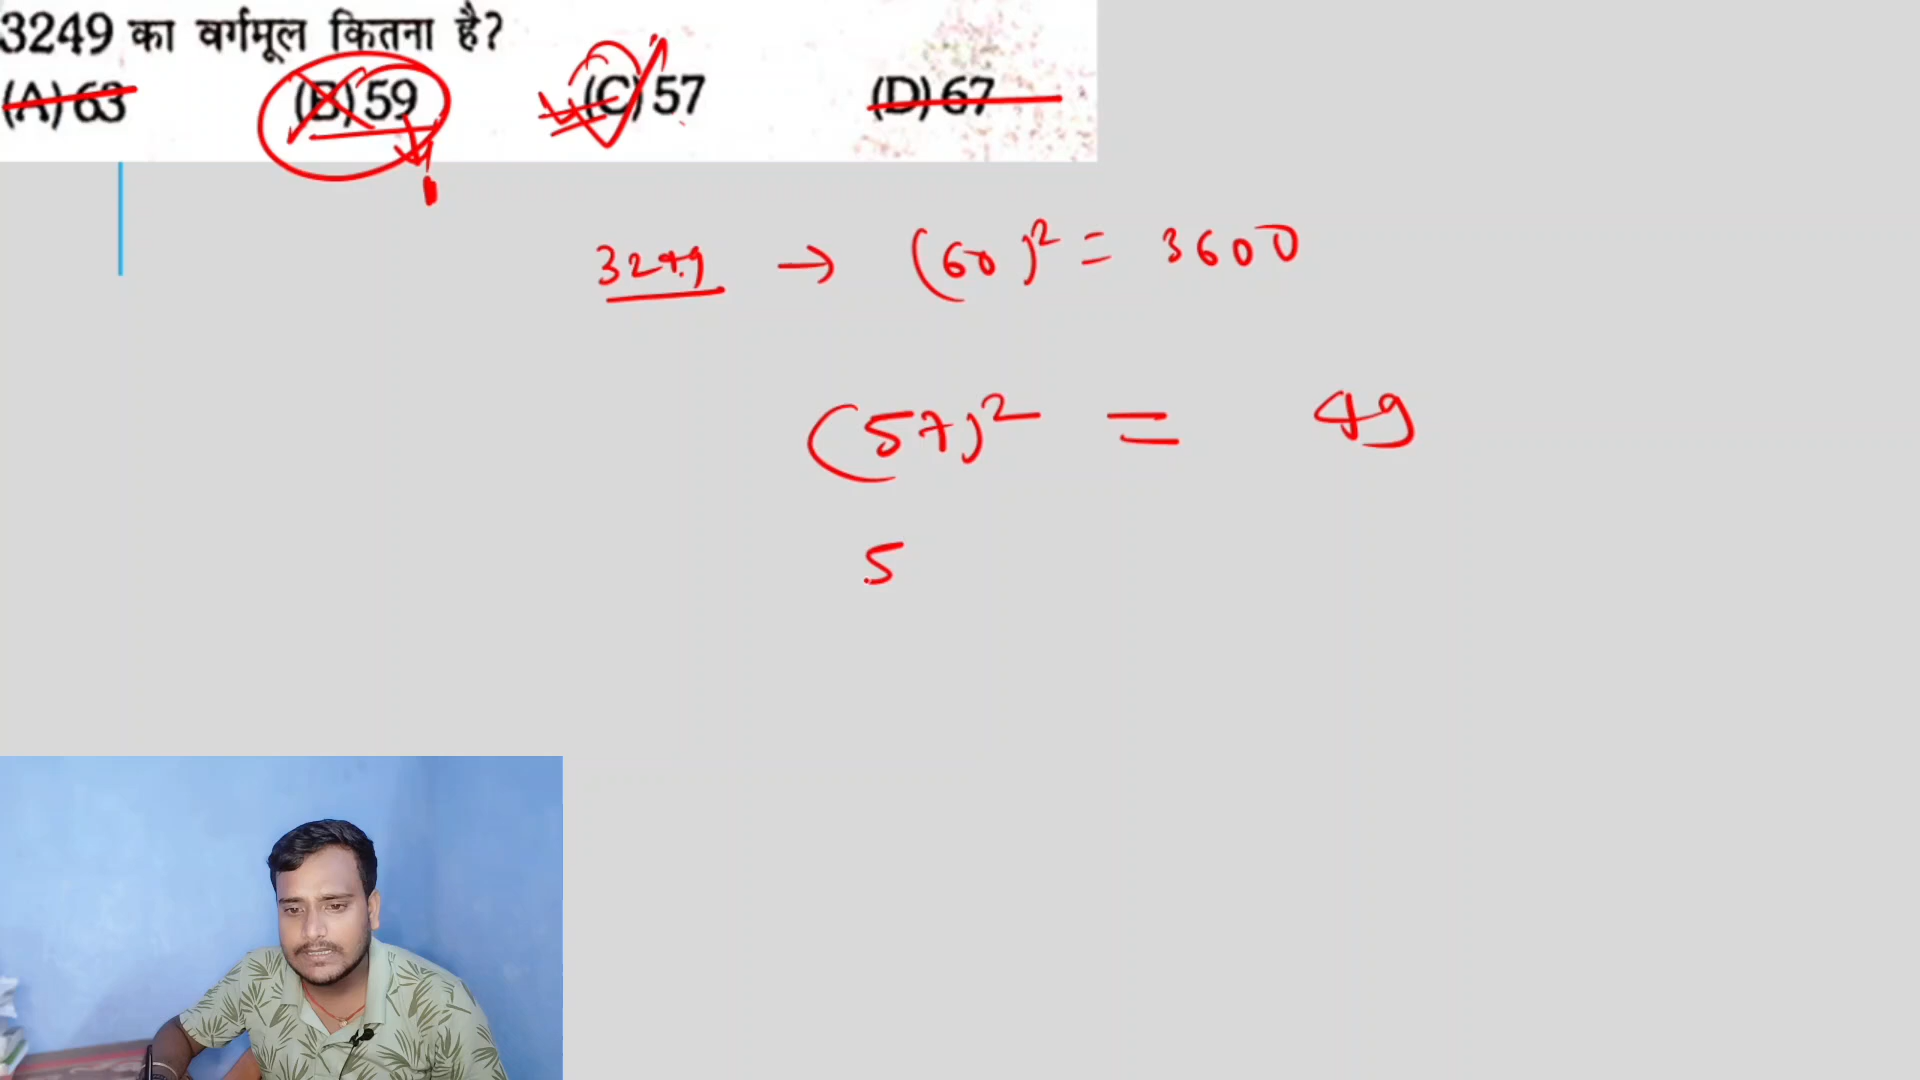 3249 का वर्गमूल कितना है?
(A) 63 (B) 59 (C) 57 (D) 67
3249 → (60)² = 3600
(57)² = 49
5